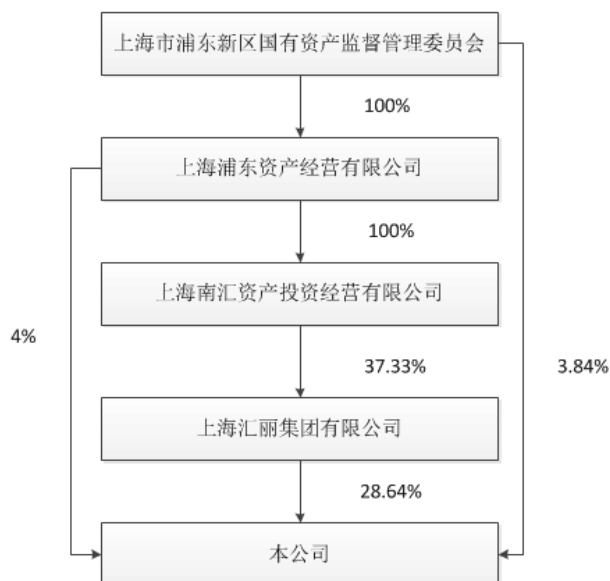 上海市浦东新区国有资产监督管理委员会
100%
上海浦东资产经营有限公司
100%
上海南汇资产投资经营有限公司
4%
37.33%
3.84%
上海汇丽集团有限公司
28.64%
本公司